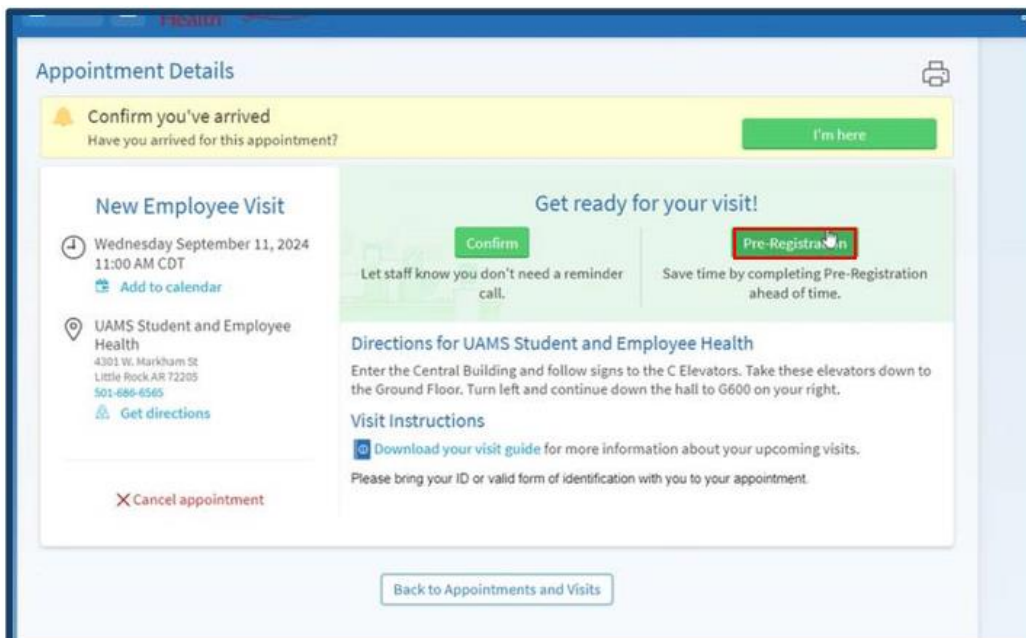 Health
Appointment Details
Confirm you've arrived
Have you arrived for this appointment?
I'm here
New Employee Visit
Wednesday September 11, 2024
11:00 AM CDT
Add to calendar
UAMS Student and Employee
Health
4301 W. Markham St
Little Rock AR 72205
501-686-6565
Get directions
Cancel appointment
Get ready for your visit!
Confirm
Let staff know you don't need a reminder
call.
Pre-Registration
Save time by completing Pre-Registration
ahead of time.
Directions for UAMS Student and Employee Health
Enter the Central Building and follow signs to the C Elevators. Take these elevators down to
the Ground Floor. Turn left and continue down the hall to G600 on your right.
Visit Instructions
Download your visit guide for more information about your upcoming visits.
Please bring your ID or valid form of identification with you to your appointment.
Back to Appointments and Visits